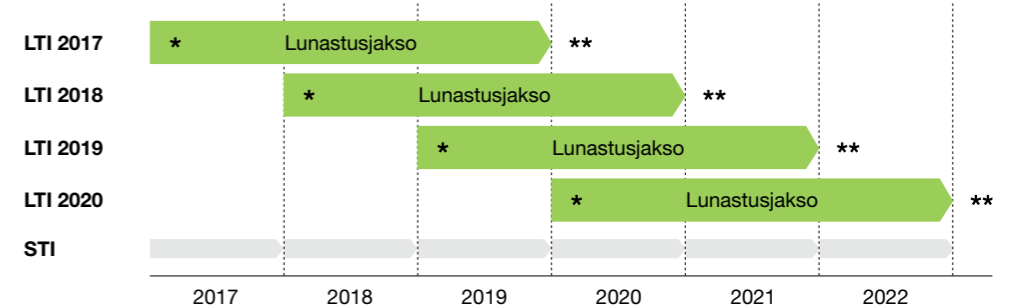 LTI 2017 * Lunastusjakso **
LTI 2018 * Lunastusjakso **
LTI 2019 * Lunastusjakso **
LTI 2020 * Lunastusjakso **
STI
2017 2018 2019 2020 2021 2022